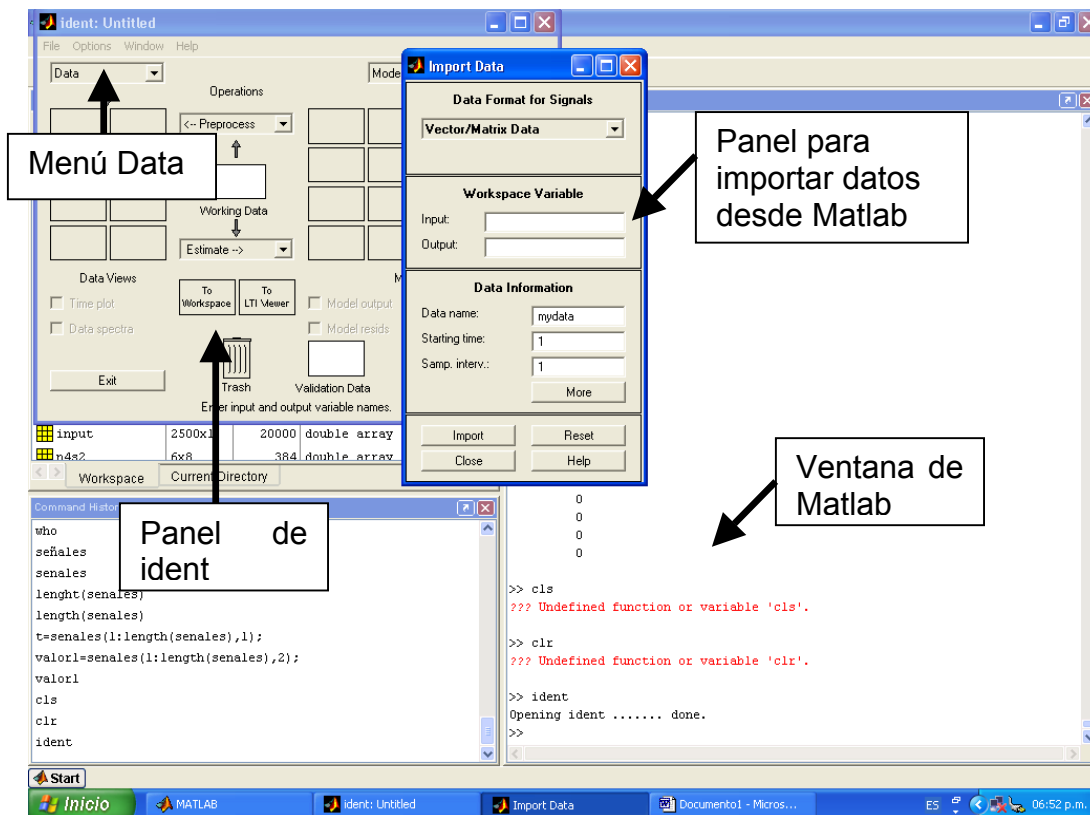 ident: Untitled
File Options Window Help
Data
Operations
<-- Preprocess
Menú Data
Working Data
Estimate -->
Data Views
Time plot
Data spectra
To Workspace
To LTI Viewer
Model output
Model resids
Exit
Trash
Validation Data
Enter input and output variable names.
Import Data
Data Format for Signals
Vector/Matrix Data
Workspace Variable
Input:
Output:
Data Information
Data name: mydata
Starting time: 1
Samp. interv.: 1
More
Import Reset
Close Help
Panel para
importar datos
desde Matlab
input 2500x1 20000 double array
n4s2 6x8 384 double array
Workspace Current Directory
Panel de
ident
Ventana de
Matlab
who
señales
senales
lenght(senales)
length(senales)
t=senales(1:length(senales),1);
valor1=senales(1:length(senales),2);
valor1
cls
clr
ident
0
0
0
0
>> cls
??? Undefined function or variable 'cls'.
>> clr
??? Undefined function or variable 'clr'.
>> ident
Opening ident ....... done.
>>
Start
Inicio
MATLAB
ident: Untitled
Import Data
Documento1 - Micros...
ES
06:52 p.m.